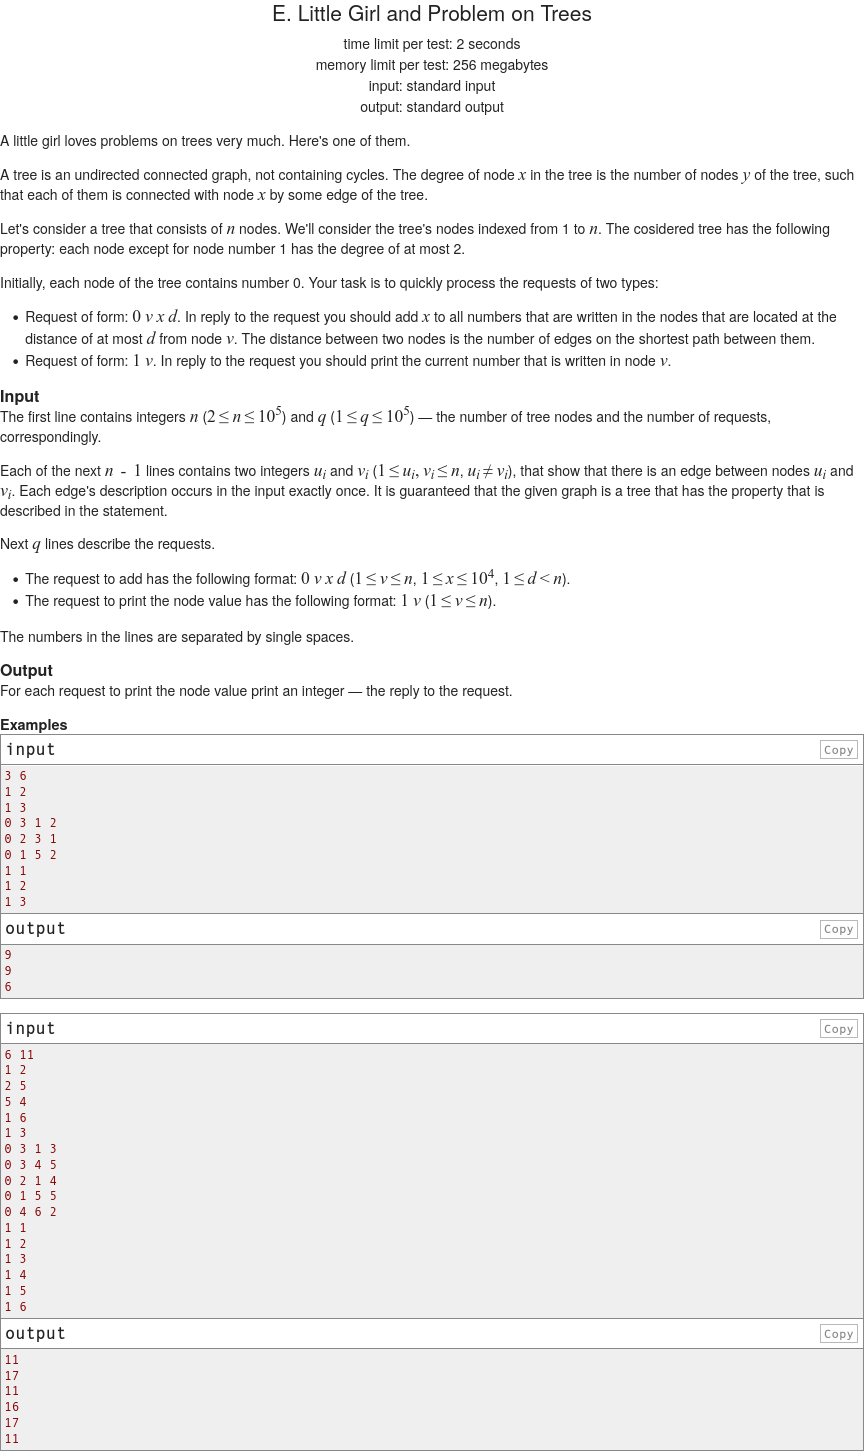 E. Little Girl and Problem on Trees
time limit per test: 2 seconds
memory limit per test: 256 megabytes
input: standard input
output: standard output
A little girl loves problems on trees very much. Here's one of them.
A tree is an undirected connected graph, not containing cycles. The degree of node x in the tree is the number of nodes y of the tree, such
that each of them is connected with node x by some edge of the tree.
Let's consider a tree that consists of n nodes. We'll consider the tree's nodes indexed from 1 to n. The cosidered tree has the following
property: each node except for node number 1 has the degree of at most 2.
Initially, each node of the tree contains number 0. Your task is to quickly process the requests of two types:
• Request of form: 0 v x d. In reply to the request you should add x to all numbers that are written in the nodes that are located at the
distance of at most d from node v. The distance between two nodes is the number of edges on the shortest path between them.
• Request of form: 1 v. In reply to the request you should print the current number that is written in node v.
Input
The first line contains integers n (2 ≤ n ≤ 10^5) and q (1 ≤ q ≤ 10^5) — the number of tree nodes and the number of requests,
correspondingly.
Each of the next n - 1 lines contains two integers u_i and v_i (1 ≤ u_i, v_i ≤ n, u_i ≠ v_i), that show that there is an edge between nodes u_i and
v_i. Each edge's description occurs in the input exactly once. It is guaranteed that the given graph is a tree that has the property that is
described in the statement.
Next q lines describe the requests.
• The request to add has the following format: 0 v x d (1 ≤ v ≤ n, 1 ≤ x ≤ 10^4, 1 ≤ d < n).
• The request to print the node value has the following format: 1 v (1 ≤ v ≤ n).
The numbers in the lines are separated by single spaces.
Output
For each request to print the node value print an integer — the reply to the request.
Examples
input Copy
3 6
1 2
1 3
0 3 1 2
0 2 3 1
0 1 5 2
1 1
1 2
1 3
output Copy
9
9
6
input Copy
6 11
1 2
2 5
5 4
1 6
1 3
0 3 1 3
0 3 4 5
0 2 1 4
0 1 5 5
0 4 6 2
1 1
1 2
1 3
1 4
1 5
1 6
output Copy
11
17
11
16
17
11